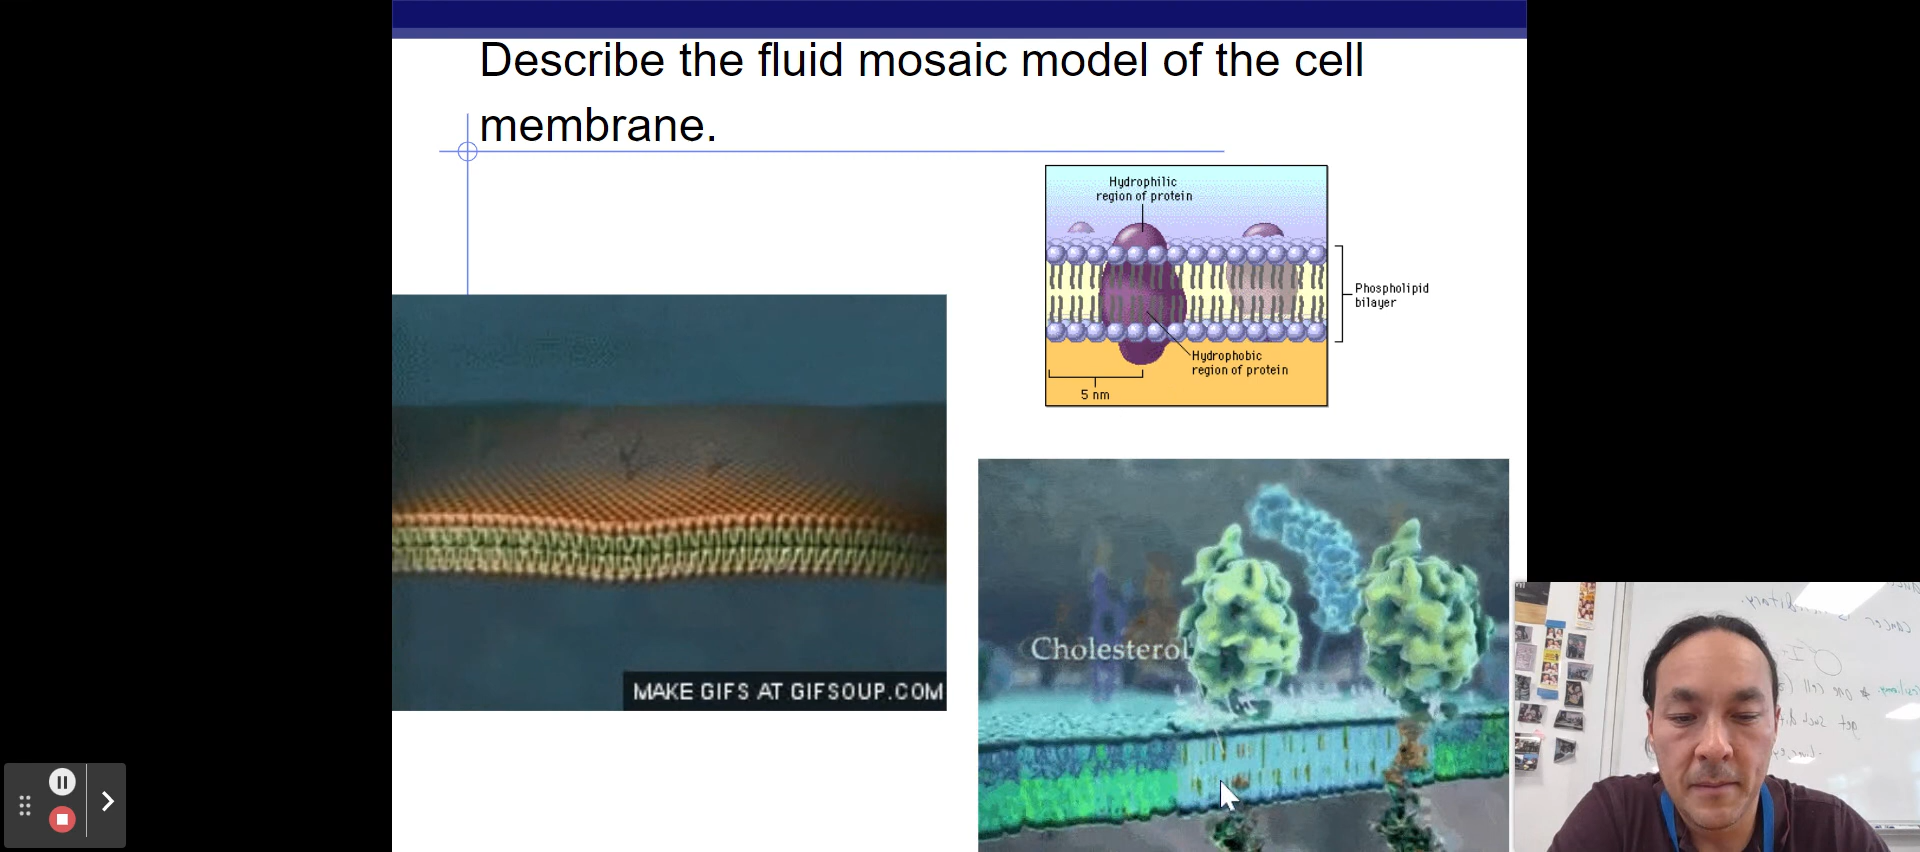 Describe the fluid mosaic model of the cell
membrane.
Hydrophilic
region of protein
Phospholipid
bilayer
Hydrophobic
region of protein
5 nm
MAKE GIFS AT GIFSOUP.COM
Cholesterol